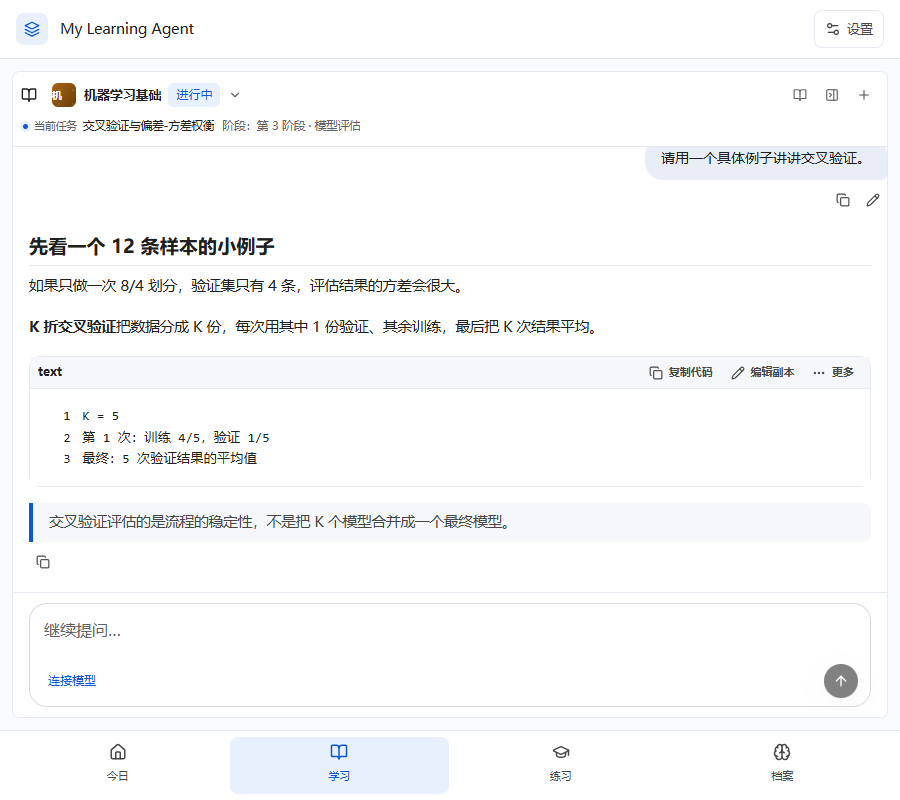 My Learning Agent
设置
机
机器学习基础
进行中
当前任务 交叉验证与偏差-方差权衡 阶段：第 3 阶段 · 模型评估
请用一个具体例子讲讲交叉验证。
先看一个 12 条样本的小例子
如果只做一次 8/4 划分，验证集只有 4 条，评估结果的方差会很大。
K 折交叉验证把数据分成 K 份，每次用其中 1 份验证、其余训练，最后把 K 次结果平均。
text
复制代码
编辑副本
更多
1 K = 5
2 第 1 次：训练 4/5，验证 1/5
3 最终：5 次验证结果的平均值
交叉验证评估的是流程的稳定性，不是把 K 个模型合并成一个最终模型。
继续提问...
连接模型
今日
学习
练习
档案